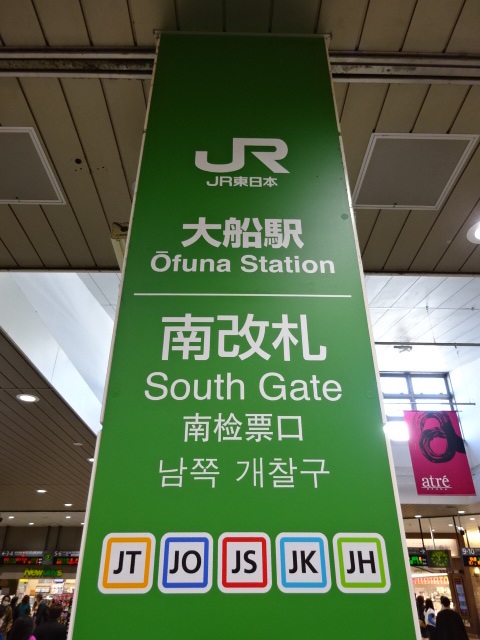 JR
JR東日本
大船駅
Ōfuna Station
南改札
South Gate
南检票口
남쪽 개찰구
JT JO JS JK JH
atré